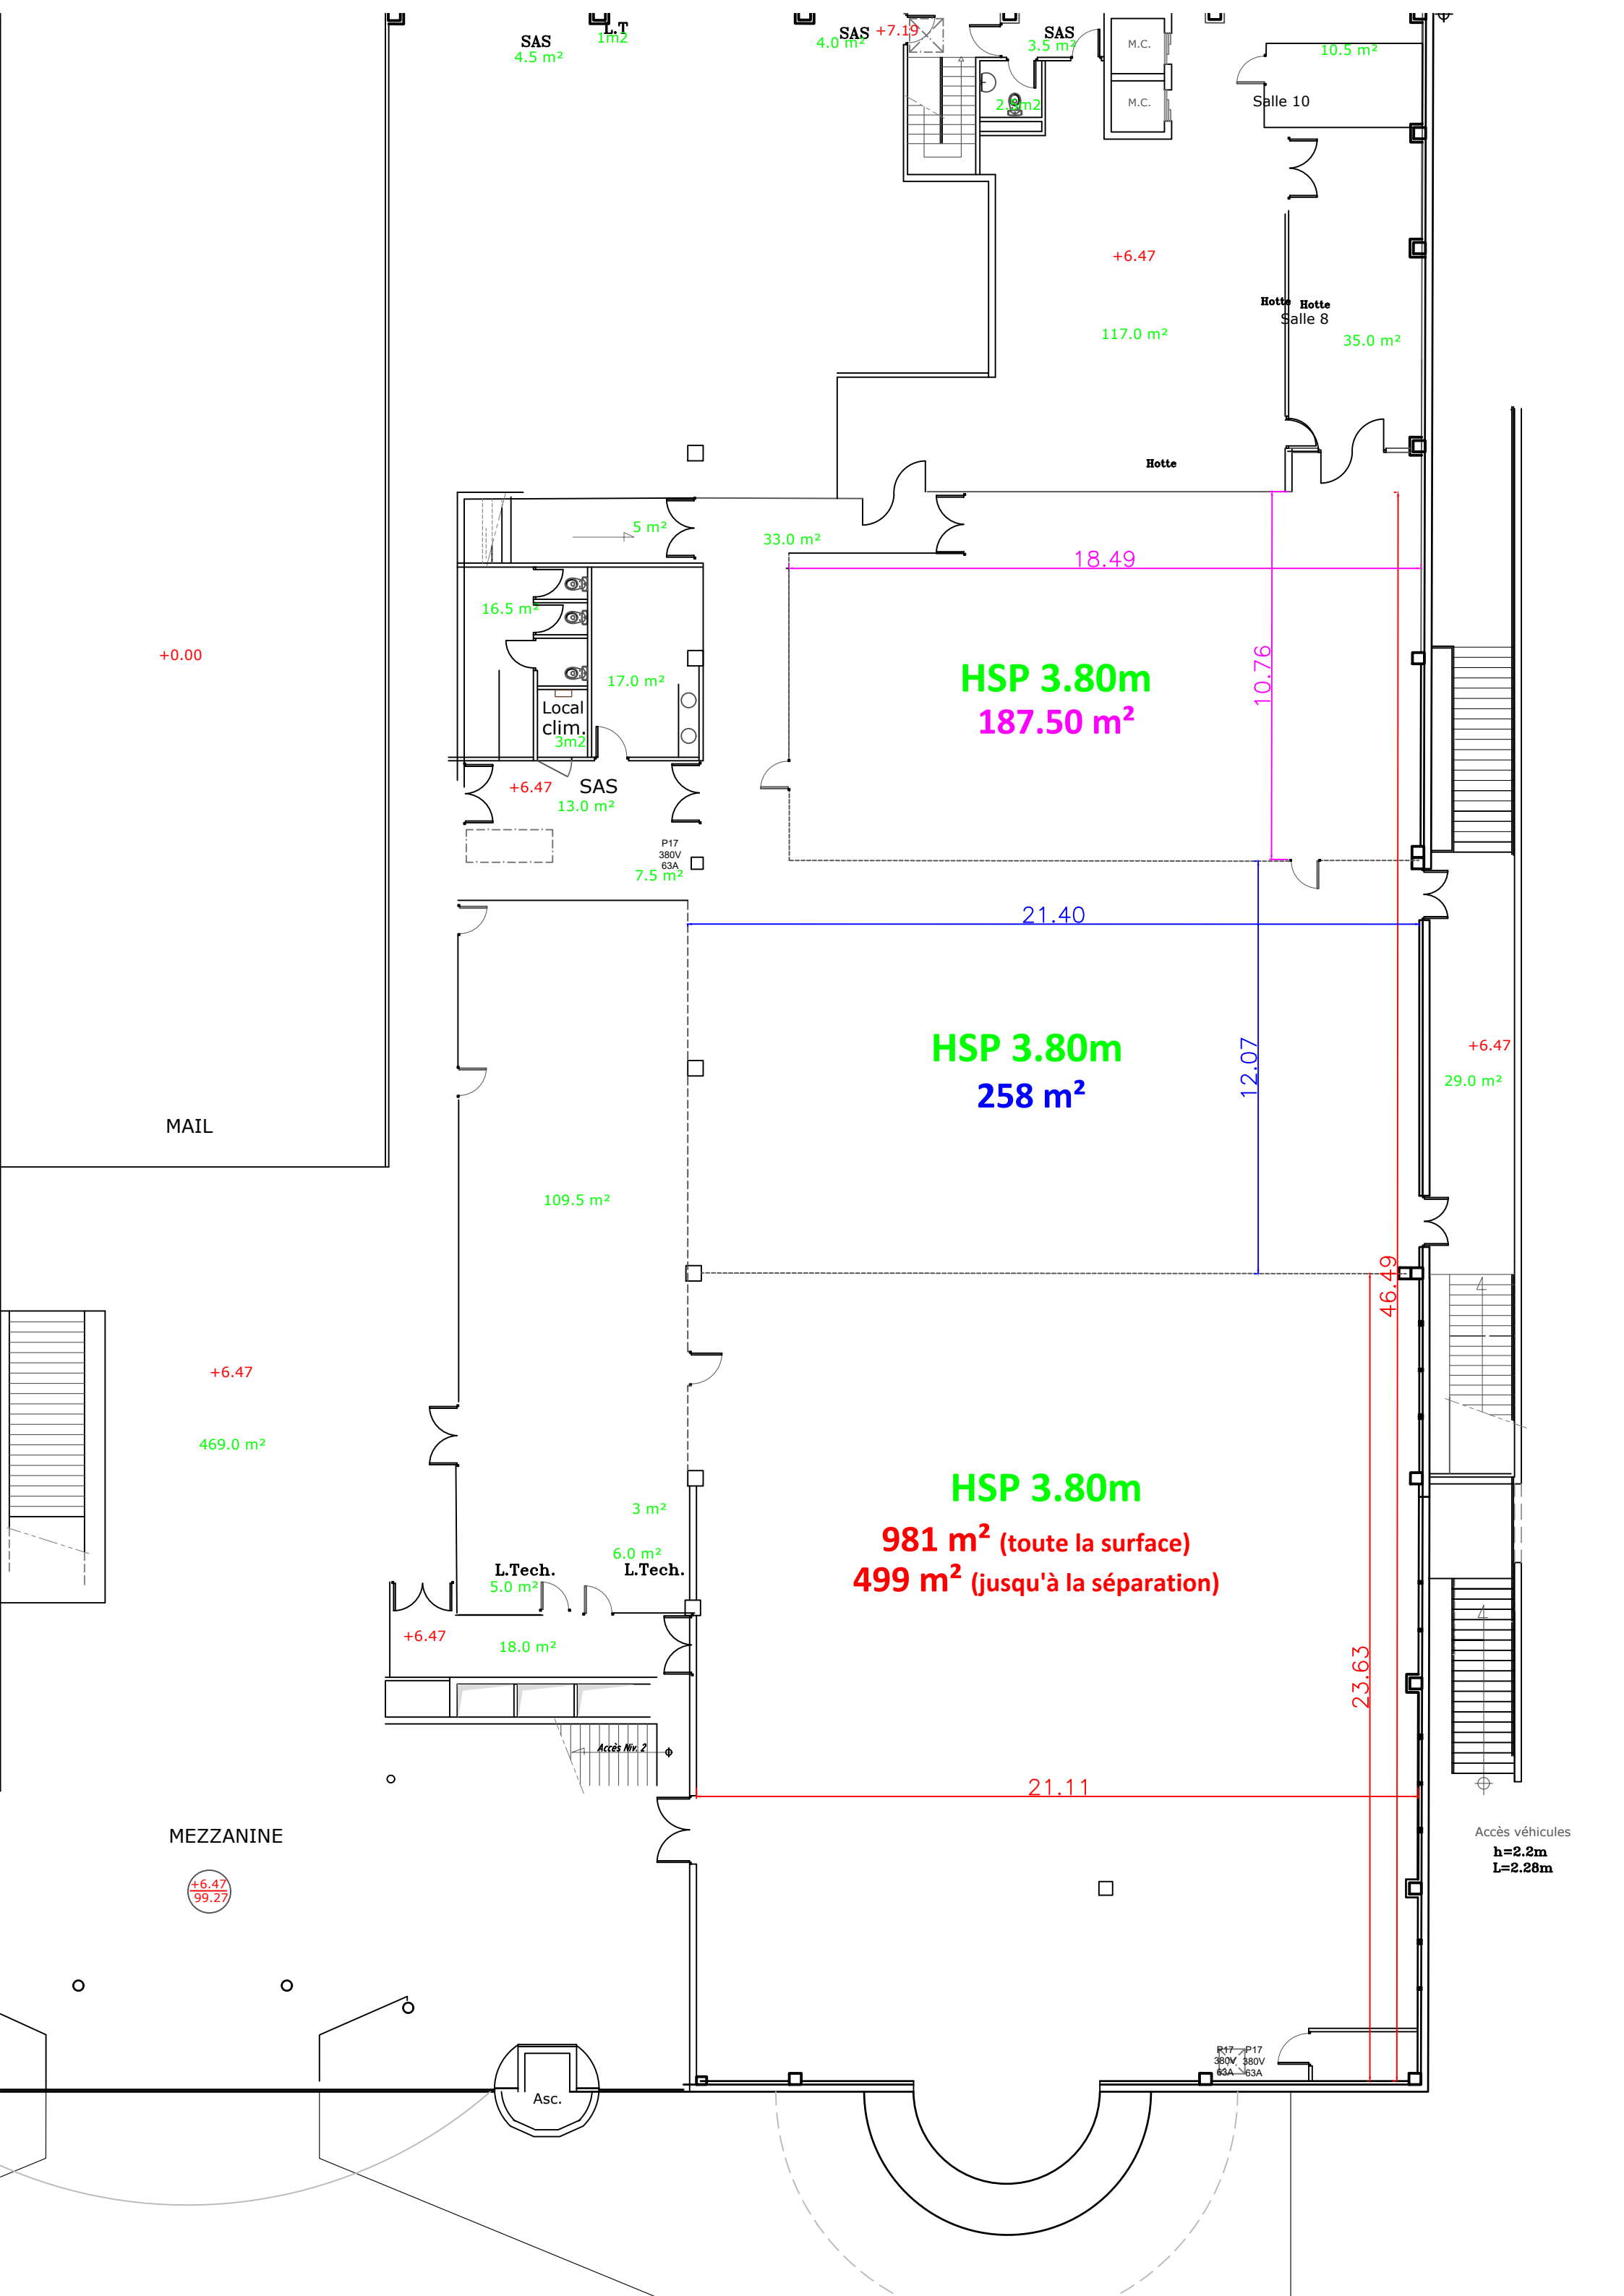 L.T
1m2
SAS
4.5 m²
SAS
4.0 m²
+7.19
SAS
3.5 m²
M.C.
10.5 m²
M.C.
Salle 10
+6.47
Hotte
Hotte
Salle 8
117.0 m²
35.0 m²
Hotte
5 m²
33.0 m²
18.49
16.5 m²
+0.00
HSP 3.80m
10.76
17.0 m²
187.50 m²
Local
clim.
3m2
+6.47
SAS
13.0 m²
P17
380V
63A
7.5 m²
21.40
HSP 3.80m
12.07
+6.47
258 m²
29.0 m²
MAIL
109.5 m²
46.49
+6.47
469.0 m²
HSP 3.80m
3 m²
981 m² (toute la surface)
6.0 m²
L.Tech.
L.Tech.
499 m² (jusqu'à la séparation)
5.0 m²
+6.47
18.0 m²
23.63
Accès Niv. 2
21.11
MEZZANINE
Accès véhicules
h=2.2m
L=2.28m
+6.47
99.27
P17
380V
63A
P17
380V
63A
Asc.